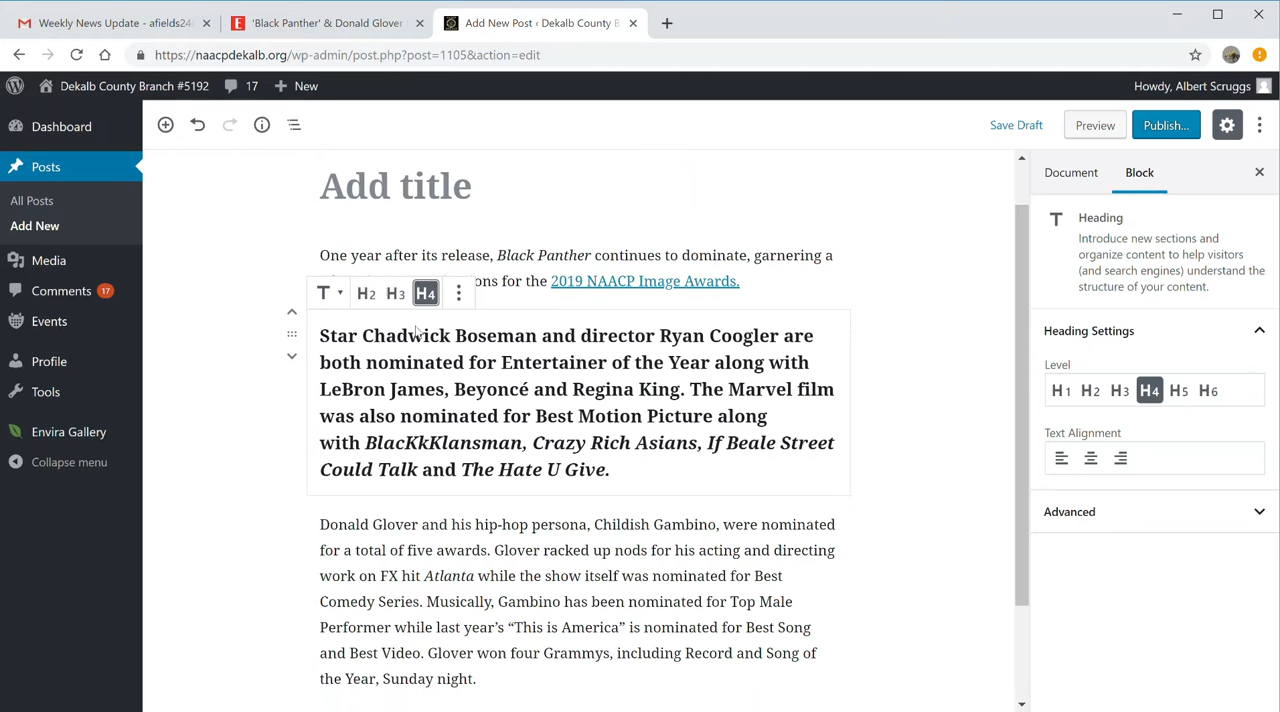 Weekly News Update - afields24
'Black Panther' & Donald Glover
Add New Post ‹ Dekalb County B
https://naacpdekalb.org/wp-admin/post.php?post=1105&action=edit
Dekalb County Branch #5192
17
New
Howdy, Albert Scruggs
Dashboard
Posts
All Posts
Add New
Media
Comments 17
Events
Profile
Tools
Envira Gallery
Collapse menu
Save Draft
Preview
Publish...
Add title
One year after its release, Black Panther continues to dominate, garnering a
ons for the 2019 NAACP Image Awards.
T H2 H3 H4
Star Chadwick Boseman and director Ryan Coogler are
both nominated for Entertainer of the Year along with
LeBron James, Beyoncé and Regina King. The Marvel film
was also nominated for Best Motion Picture along
with BlacKkKlansman, Crazy Rich Asians, If Beale Street
Could Talk and The Hate U Give.
Donald Glover and his hip-hop persona, Childish Gambino, were nominated
for a total of five awards. Glover racked up nods for his acting and directing
work on FX hit Atlanta while the show itself was nominated for Best
Comedy Series. Musically, Gambino has been nominated for Top Male
Performer while last year's “This is America” is nominated for Best Song
and Best Video. Glover won four Grammys, including Record and Song of
the Year, Sunday night.
Document
Block
T Heading
Introduce new sections and
organize content to help visitors
(and search engines) understand the
structure of your content.
Heading Settings
Level
H1 H2 H3 H4 H5 H6
Text Alignment
Advanced